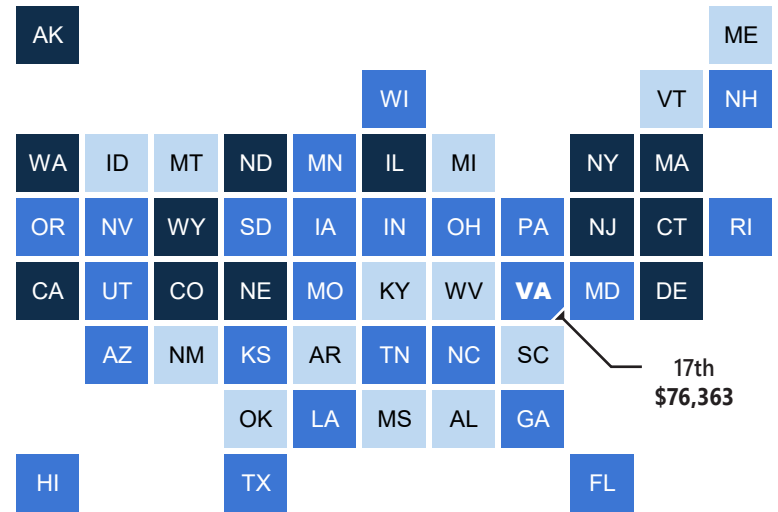 AK ME
WI VT NH
WA ID MT ND MN IL MI NY MA
OR NV WY SD IA IN OH PA NJ CT RI
CA UT CO NE MO KY WV VA MD DE
AZ NM KS AR TN NC SC
17th
$76,363
OK LA MS AL GA
HI TX FL